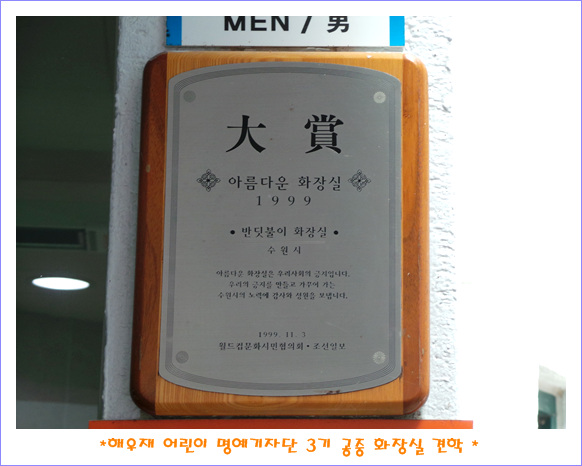 MEN / 男
大賞
아름다운 화장실
1999
• 반딧불이 화장실 •
수원시
아름다운 화장실은 우리사회의 긍지입니다.
우리의 긍지를 만들고 가꾸어 가는
수원시의 노력에 감사와 성원을 보냅니다.
1999. 11. 3
월드컵문화시민협의회 · 조선일보
*해우재 어린이 명예기자단 3기 공중 화장실 견학 *